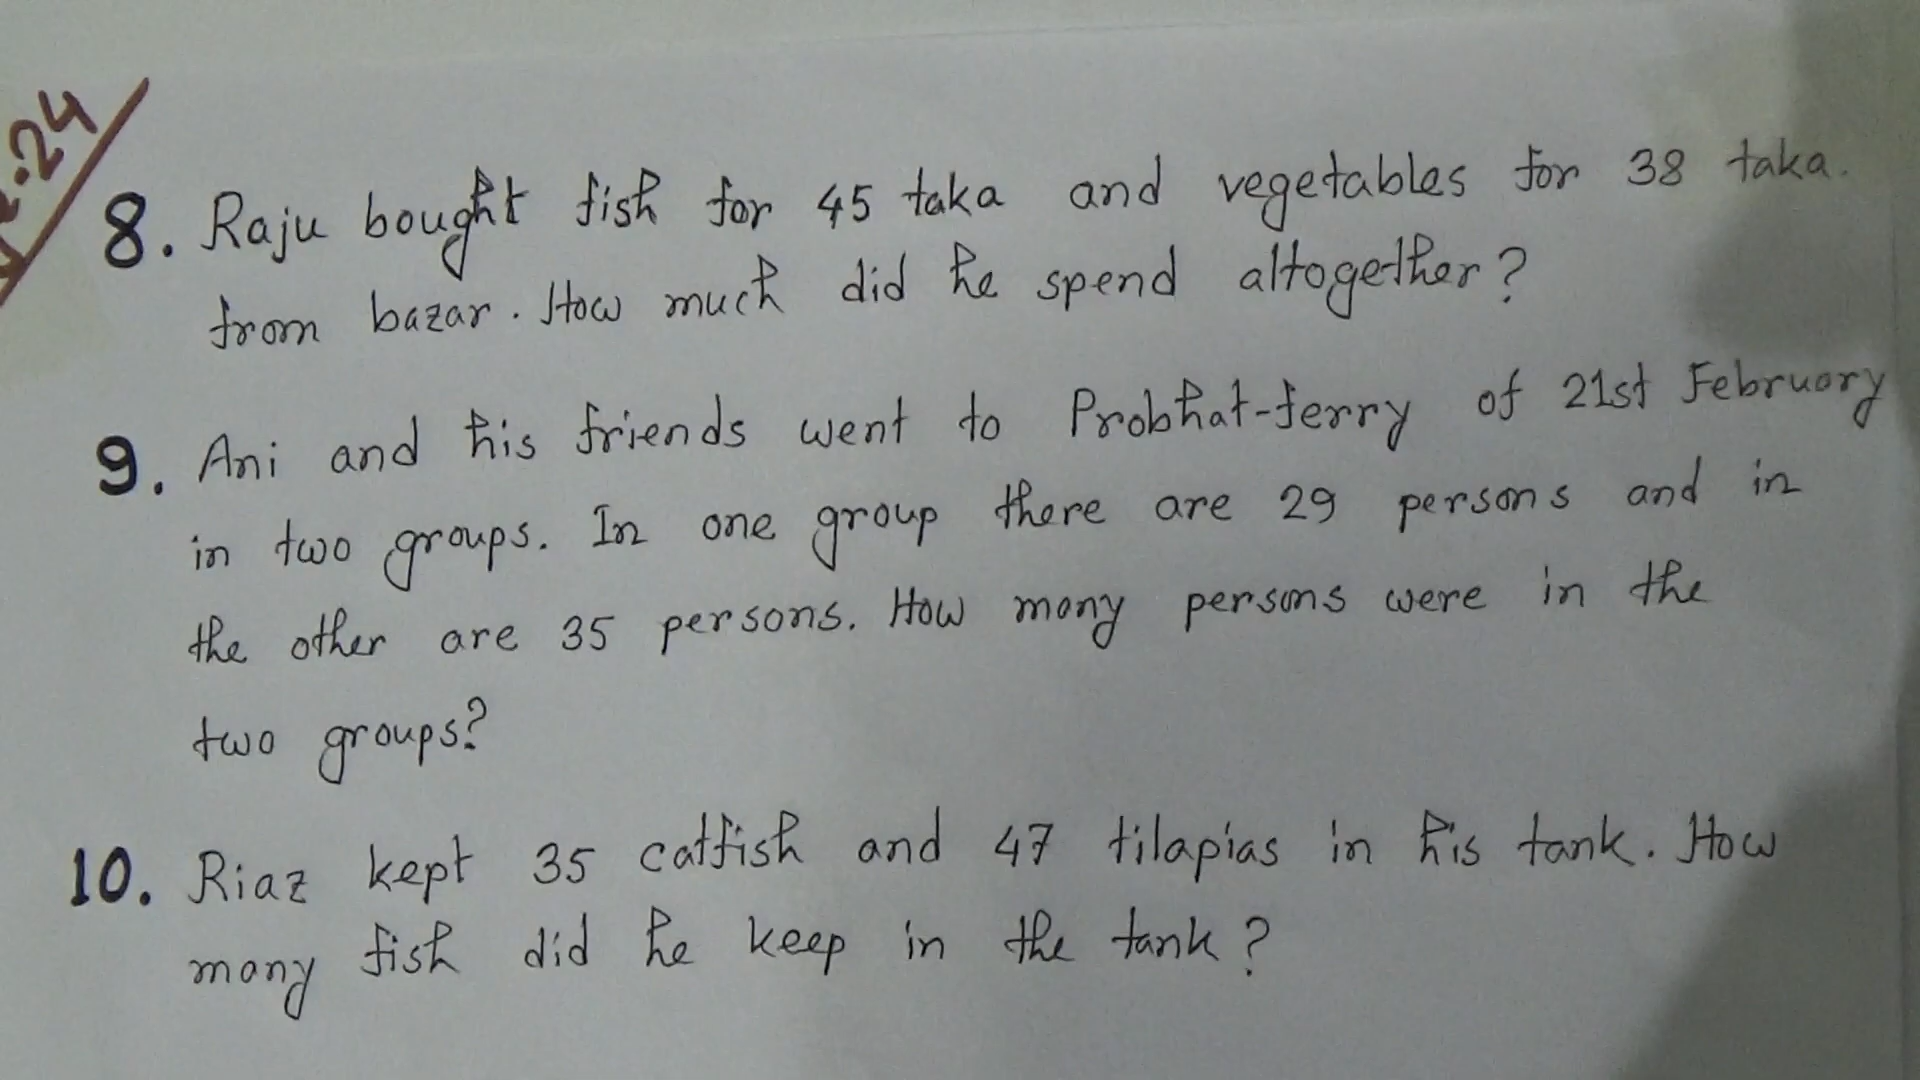 .24
8. Raju bought fish for 45 taka and vegetables for 38 taka.
from bazar. How much did he spend altogether?
9. Ani and his friends went to Probhat-ferry of 21st February
in two groups. In one group there are 29 persons and in
the other are 35 persons. How many persons were in the
two groups?
10. Riaz kept 35 catfish and 47 tilapias in his tank. How
many fish did he keep in the tank?